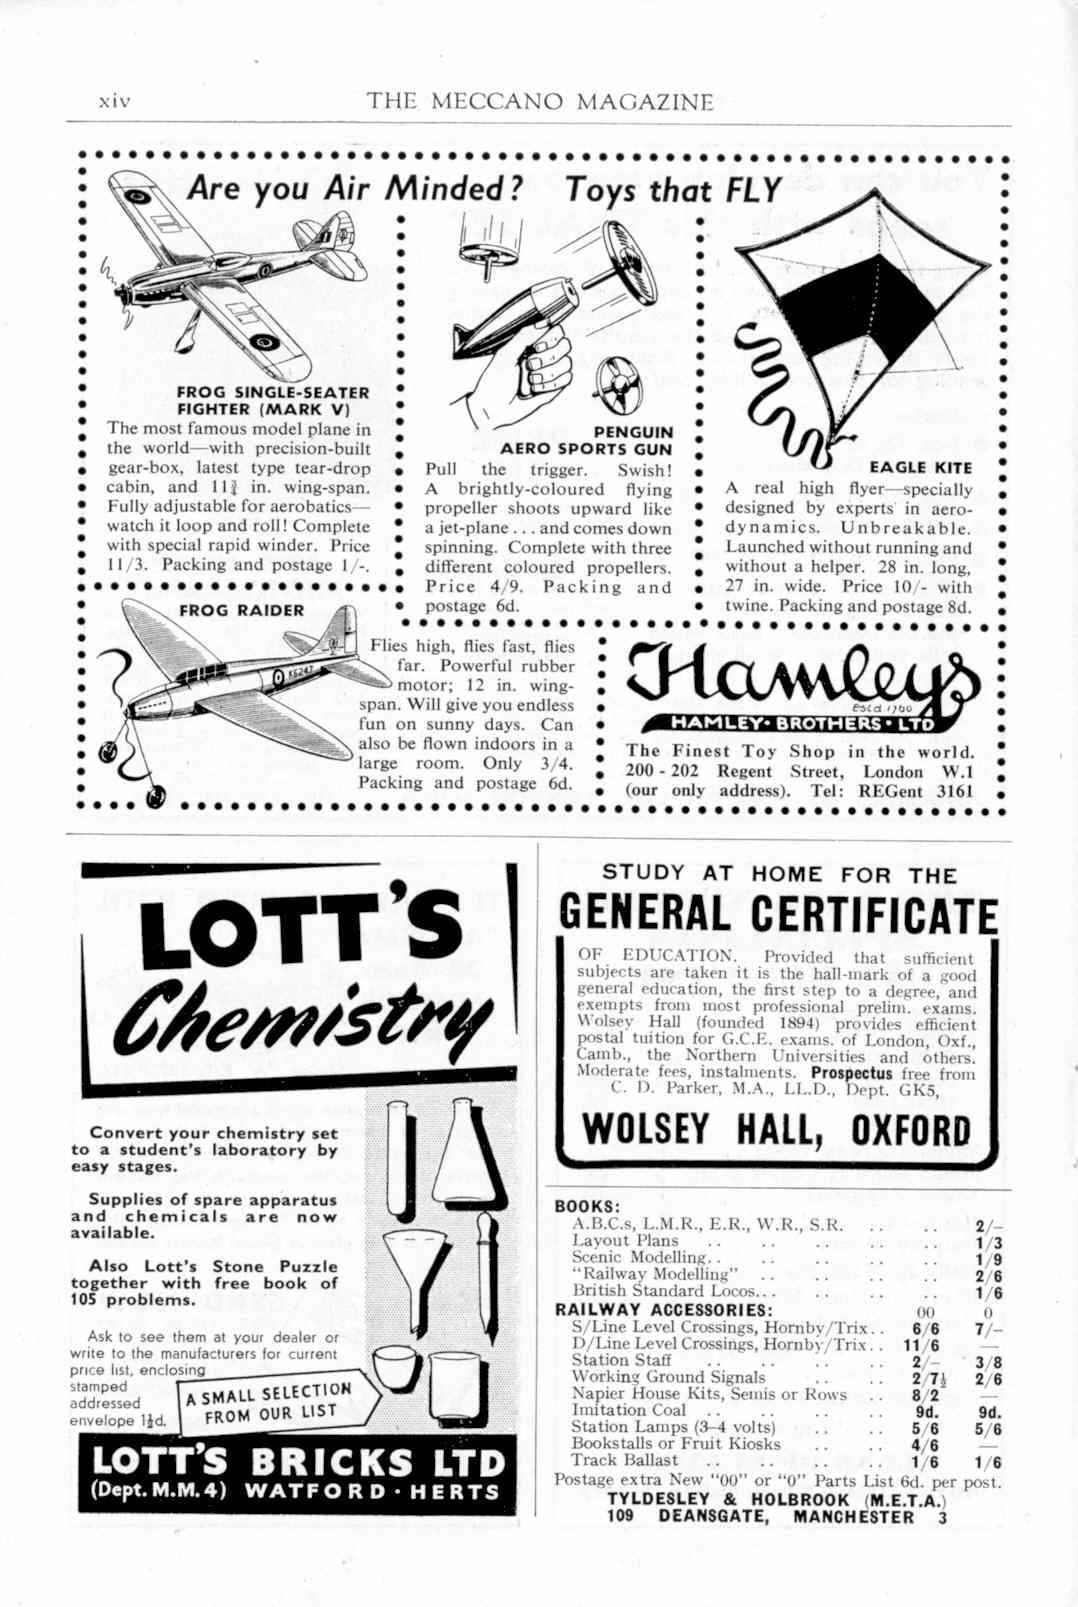 xiv
THE MECCANO MAGAZINE
Are you Air Minded? Toys that FLY
FROG SINGLE-SEATER
FIGHTER (MARK V)
The most famous model plane in
the world—with precision-built
gear-box, latest type tear-drop
cabin, and 11¾ in. wing-span.
Fully adjustable for aerobatics—
watch it loop and roll! Complete
with special rapid winder. Price
11/3. Packing and postage 1/-.
PENGUIN
AERO SPORTS GUN
Pull the trigger. Swish!
A brightly-coloured flying
propeller shoots upward like
a jet-plane . . . and comes down
spinning. Complete with three
different coloured propellers.
Price 4/9. Packing and
postage 6d.
EAGLE KITE
A real high flyer—specially
designed by experts in aero-
dynamics. Unbreakable.
Launched without running and
without a helper. 28 in. long,
27 in. wide. Price 10/- with
twine. Packing and postage 8d.
FROG RAIDER
K6247
Flies high, flies fast, flies
far. Powerful rubber
motor; 12 in. wing-
span. Will give you endless
fun on sunny days. Can
also be flown indoors in a
large room. Only 3/4.
Packing and postage 6d.
Hamleys
Estd. 1760
HAMLEY · BROTHERS · LTD
The Finest Toy Shop in the world.
200 - 202 Regent Street, London W.1
(our only address). Tel: REGent 3161
LOTT'S
Chemistry
Convert your chemistry set
to a student's laboratory by
easy stages.
Supplies of spare apparatus
and chemicals are now
available.
Also Lott's Stone Puzzle
together with free book of
105 problems.
Ask to see them at your dealer or
write to the manufacturers for current
price list, enclosing
stamped
addressed
envelope 1½d.
A SMALL SELECTION
FROM OUR LIST
LOTT'S BRICKS LTD
(Dept. M.M. 4) WATFORD · HERTS
STUDY AT HOME FOR THE
GENERAL CERTIFICATE
OF EDUCATION. Provided that sufficient
subjects are taken it is the hall-mark of a good
general education, the first step to a degree, and
exempts from most professional prelim. exams.
Wolsey Hall (founded 1894) provides efficient
postal tuition for G.C.E. exams. of London, Oxf.,
Camb., the Northern Universities and others.
Moderate fees, instalments. Prospectus free from
C. D. Parker, M.A., LL.D., Dept. GK5,
WOLSEY HALL, OXFORD
BOOKS:
A.B.C.s, L.M.R., E.R., W.R., S.R. .. .. 2/–
Layout Plans .. .. .. .. .. 1/3
Scenic Modelling.. .. .. .. .. 1/9
"Railway Modelling" .. .. .. .. 2/6
British Standard Locos... .. .. .. 1/6
RAILWAY ACCESSORIES: 00 0
S/Line Level Crossings, Hornby/Trix.. 6/6 7/–
D/Line Level Crossings, Hornby/Trix.. 11/6 —
Station Staff .. .. .. .. 2/– 3/8
Working Ground Signals .. .. 2/7½ 2/6
Napier House Kits, Semis or Rows .. 8/2 —
Imitation Coal .. .. .. .. 9d. 9d.
Station Lamps (3–4 volts) .. .. 5/6 5/6
Bookstalls or Fruit Kiosks .. .. 4/6 —
Track Ballast .. .. .. .. 1/6 1/6
Postage extra New "00" or "0" Parts List 6d. per post.
TYLDESLEY & HOLBROOK (M.E.T.A.)
109 DEANSGATE, MANCHESTER 3